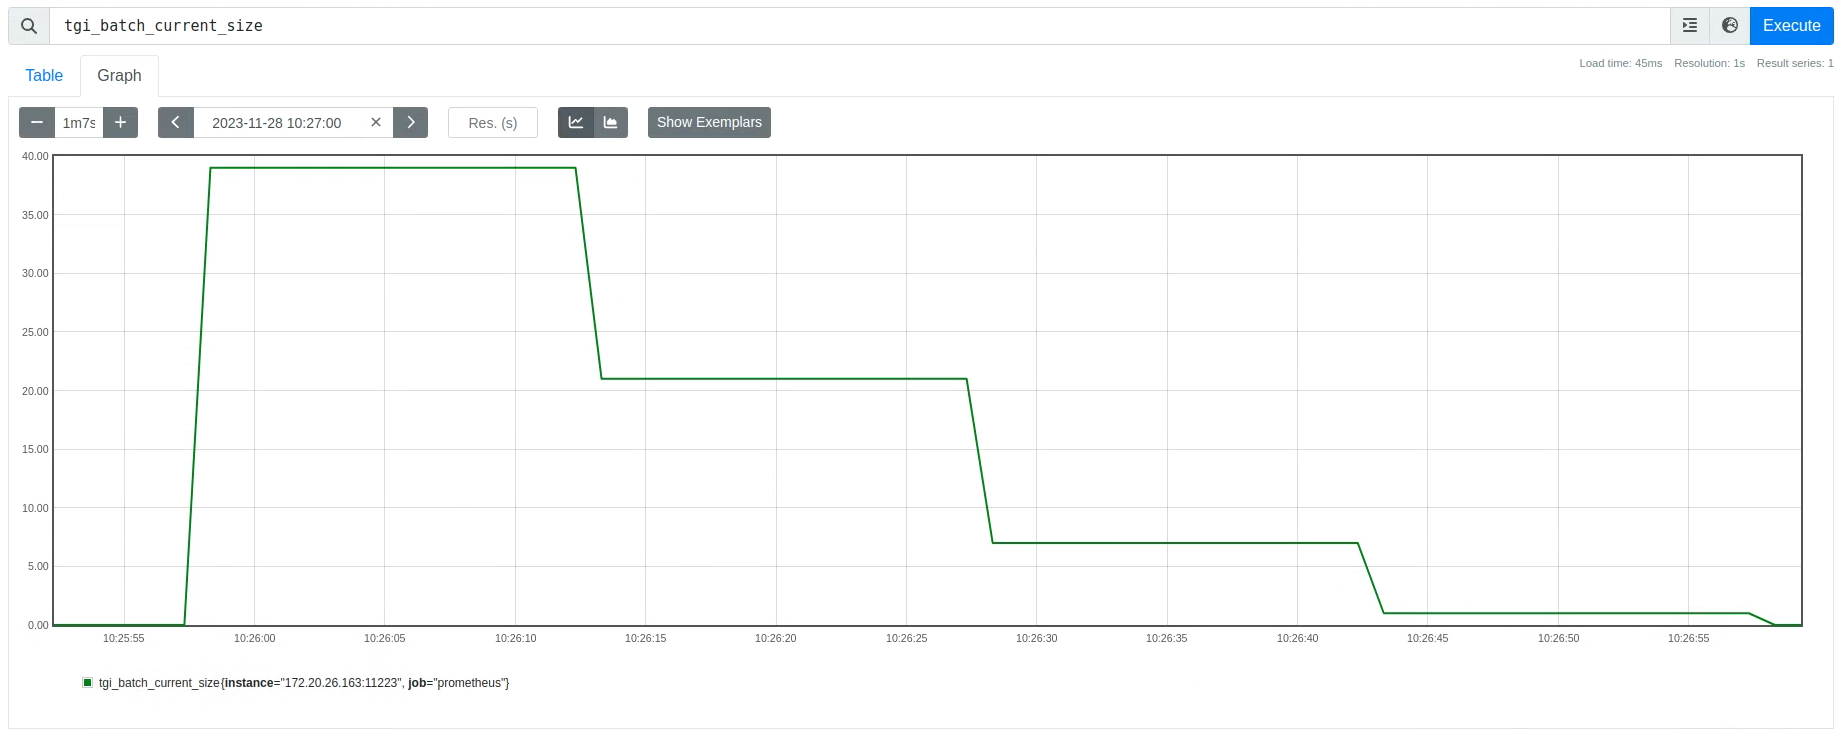 tgi_batch_current_size
Execute
Table
Graph
Load time: 45ms Resolution: 1s Result series: 1
1m7s
2023-11-28 10:27:00
Res. (s)
Show Exemplars
40.00
35.00
30.00
25.00
20.00
15.00
10.00
5.00
0.00
10:25:55 10:26:00 10:26:05 10:26:10 10:26:15 10:26:20 10:26:25 10:26:30 10:26:35 10:26:40 10:26:45 10:26:50 10:26:55
tgi_batch_current_size{instance="172.20.26.163:11223", job="prometheus"}